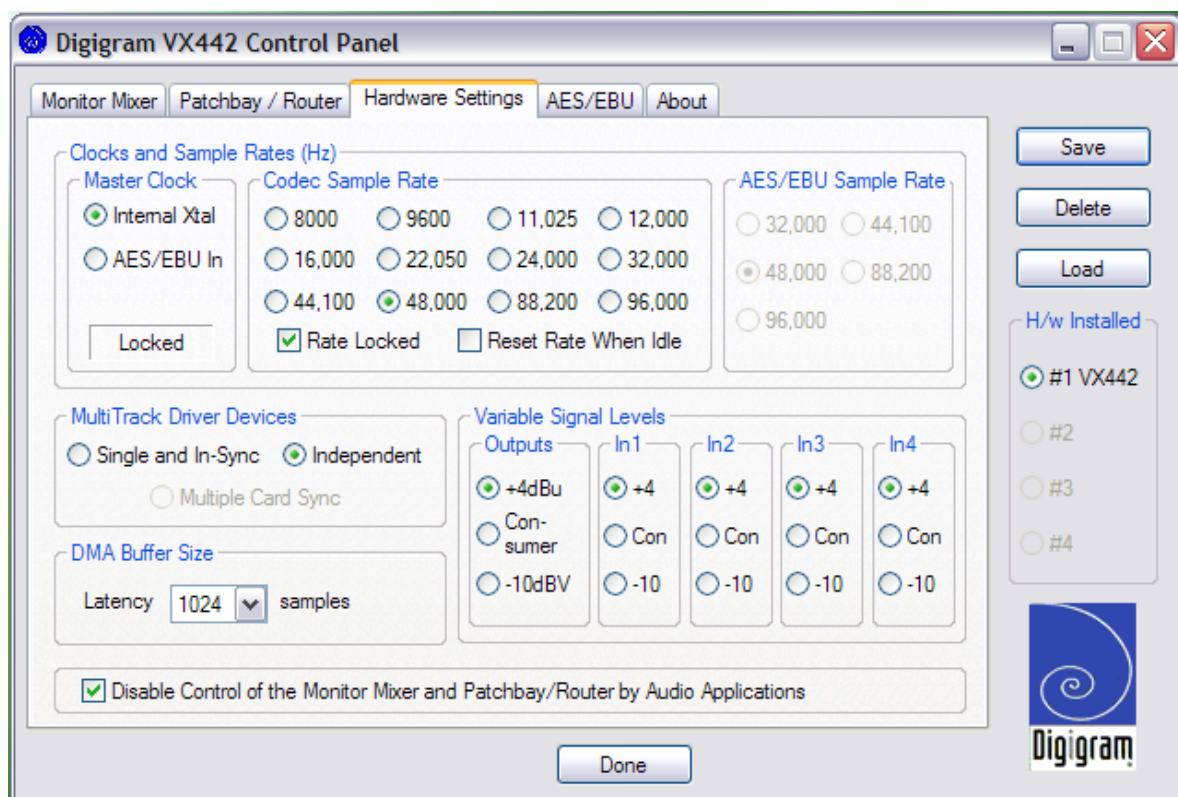 Digigram VX442 Control Panel
Monitor Mixer Patchbay / Router Hardware Settings AES/EBU About
Clocks and Sample Rates (Hz)
Master Clock
Internal Xtal
AES/EBU In
Locked
Codec Sample Rate
8000 9600 11,025 12,000
16,000 22,050 24,000 32,000
44,100 48,000 88,200 96,000
Rate Locked Reset Rate When Idle
AES/EBU Sample Rate
32,000 44,100
48,000 88,200
96,000
MultiTrack Driver Devices
Single and In-Sync Independent
Multiple Card Sync
DMA Buffer Size
Latency 1024 samples
Variable Signal Levels
Outputs
+4dBu
Con-
sumer
-10dBV
In1
+4
Con
-10
In2
+4
Con
-10
In3
+4
Con
-10
In4
+4
Con
-10
Disable Control of the Monitor Mixer and Patchbay/Router by Audio Applications
Save
Delete
Load
H/w Installed
#1 VX442
#2
#3
#4
Digigram
Done